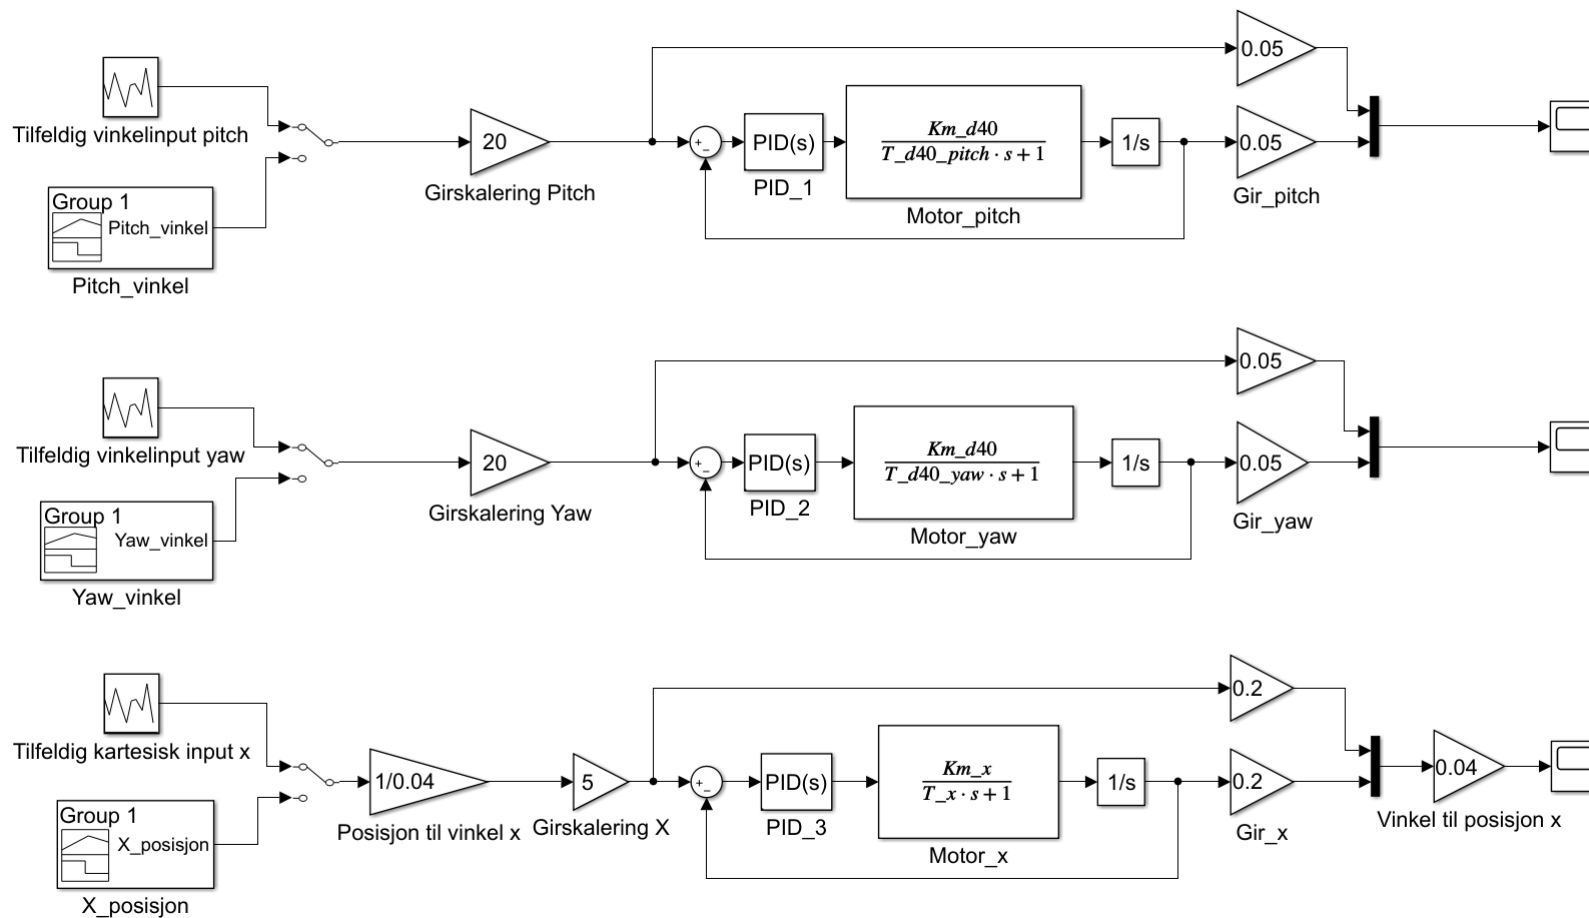 Tilfeldig vinkelinput pitch
Group 1
Pitch_vinkel
Pitch_vinkel
20
Girskalering Pitch
+
−
PID(s)
PID_1
Km_d40
T_d40_pitch · s + 1
Motor_pitch
1/s
0.05
0.05
Gir_pitch
Tilfeldig vinkelinput yaw
Group 1
Yaw_vinkel
Yaw_vinkel
20
Girskalering Yaw
+
−
PID(s)
PID_2
Km_d40
T_d40_yaw · s + 1
Motor_yaw
1/s
0.05
0.05
Gir_yaw
Tilfeldig kartesisk input x
Group 1
X_posisjon
X_posisjon
1/0.04
Posisjon til vinkel x
5
Girskalering X
+
−
PID(s)
PID_3
Km_x
T_x · s + 1
Motor_x
1/s
0.2
0.2
Gir_x
0.04
Vinkel til posisjon x